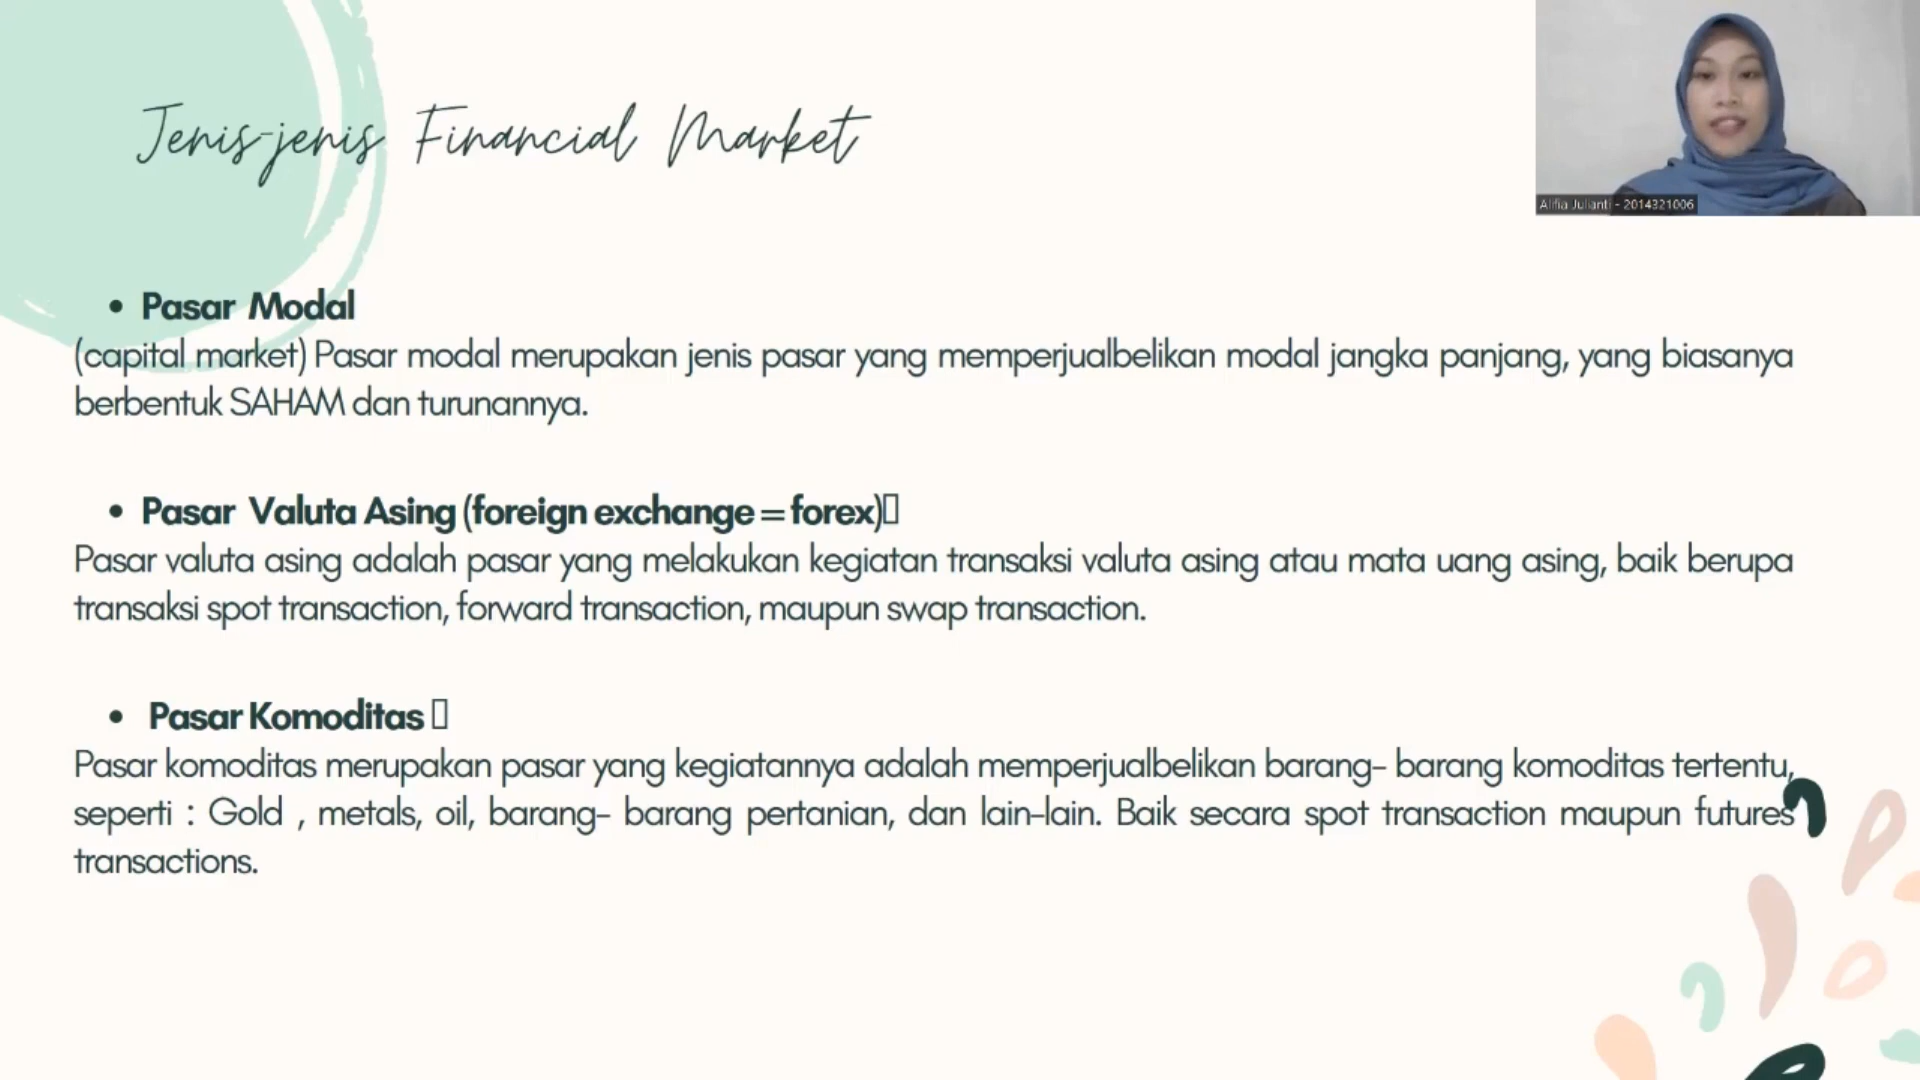 Jenis-jenis Financial Market
Alifia Julianti - 2014321006
• Pasar Modal
(capital market) Pasar modal merupakan jenis pasar yang memperjualbelikan modal jangka panjang, yang biasanya
berbentuk SAHAM dan turunannya.
• Pasar Valuta Asing (foreign exchange = forex)
Pasar valuta asing adalah pasar yang melakukan kegiatan transaksi valuta asing atau mata uang asing, baik berupa
transaksi spot transaction, forward transaction, maupun swap transaction.
• Pasar Komoditas
Pasar komoditas merupakan pasar yang kegiatannya adalah memperjualbelikan barang- barang komoditas tertentu,
seperti : Gold , metals, oil, barang- barang pertanian, dan lain-lain. Baik secara spot transaction maupun futures
transactions.